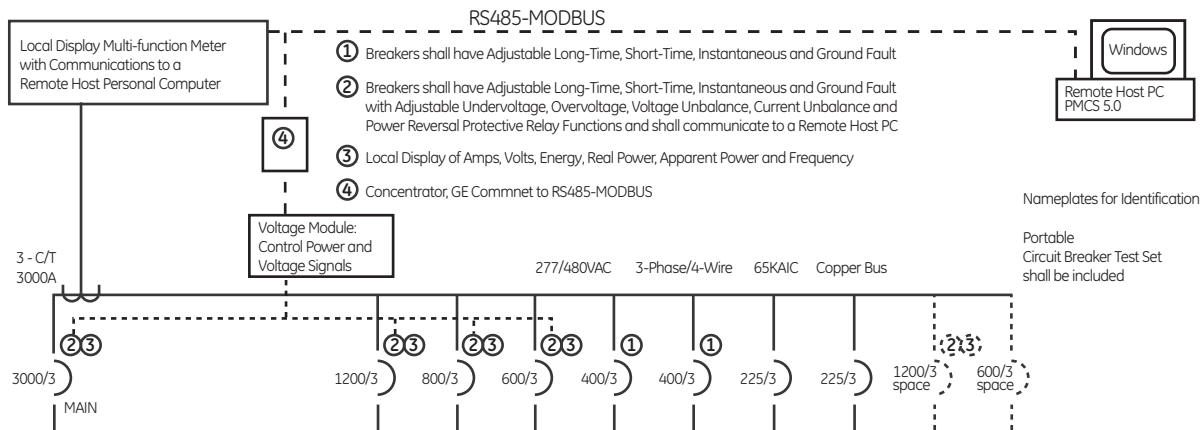 RS485-MODBUS
Local Display Multi-function Meter
with Communications to a
Remote Host Personal Computer
① Breakers shall have Adjustable Long-Time, Short-Time, Instantaneous and Ground Fault
② Breakers shall have Adjustable Long-Time, Short-Time, Instantaneous and Ground Fault
with Adjustable Undervoltage, Overvoltage, Voltage Unbalance, Current Unbalance and
Power Reversal Protective Relay Functions and shall communicate to a Remote Host PC
③ Local Display of Amps, Volts, Energy, Real Power, Apparent Power and Frequency
④ Concentrator, GE Commnet to RS485-MODBUS
Windows
Remote Host PC
PMCS 5.0
④
Nameplates for Identification
Portable
Circuit Breaker Test Set
shall be included
Voltage Module:
Control Power and
Voltage Signals
3 - C/T
3000A
277/480VAC 3-Phase/4-Wire 65KAIC Copper Bus
②③ ②③ ②③ ②③ ① ① ②③
3000/3 1200/3 800/3 600/3 400/3 400/3 225/3 225/3
1200/3
space
600/3
space
MAIN